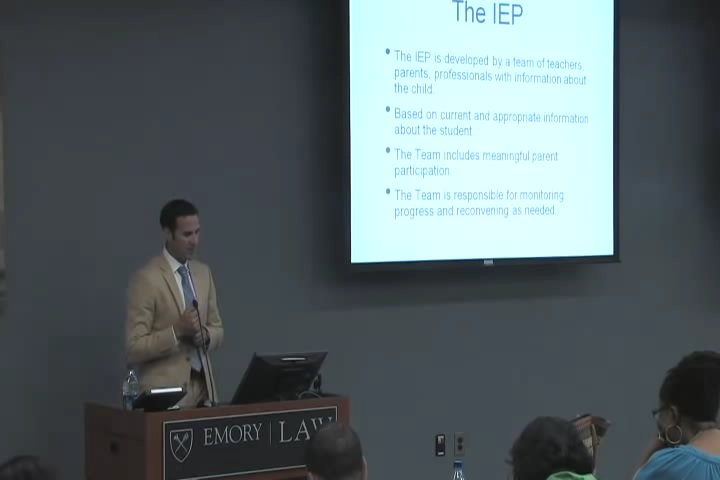 The IEP
• The IEP is developed by a team of teachers,
parents, professionals with information about
the child.
• Based on current and appropriate information
about the student
• The Team includes meaningful parent
participation
• The Team is responsible for monitoring
progress and reconvening as needed
EMORY | LAW